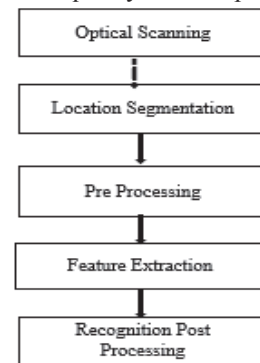 Optical Scanning
Location Segmentation
Pre Processing
Feature Extraction
Recognition Post
Processing